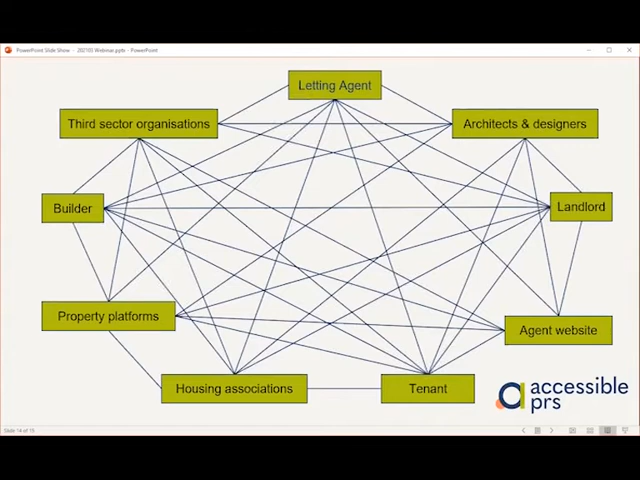 PowerPoint Slide Show - 202103 Webinar.pptx - PowerPoint
Letting Agent
Third sector organisations
Architects & designers
Builder
Landlord
Property platforms
Agent website
Housing associations
Tenant
accessible
prs
Slide 14 of 15